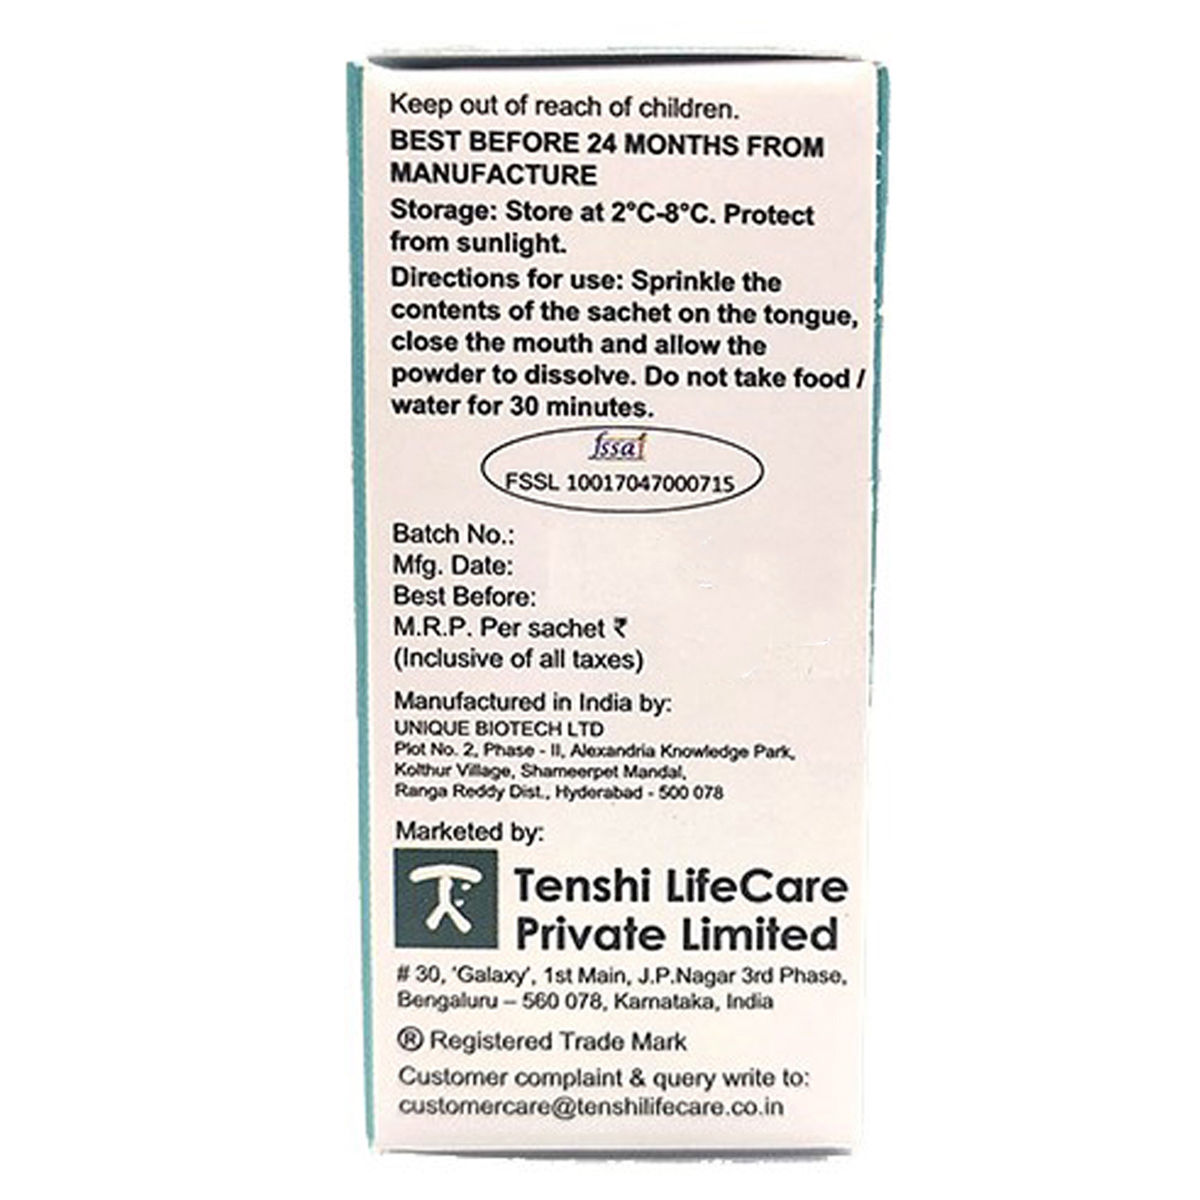 Keep out of reach of children.
BEST BEFORE 24 MONTHS FROM
MANUFACTURE
Storage: Store at 2°C-8°C. Protect
from sunlight.
Directions for use: Sprinkle the
contents of the sachet on the tongue,
close the mouth and allow the
powder to dissolve. Do not take food /
water for 30 minutes.
fssai
FSSL 10017047000715
Batch No.:
Mfg. Date:
Best Before:
M.R.P. Per sachet ₹
(Inclusive of all taxes)
Manufactured in India by:
UNIQUE BIOTECH LTD
Plot No. 2, Phase - II, Alexandria Knowledge Park,
Kolthur Village, Shameerpet Mandal,
Ranga Reddy Dist., Hyderabad - 500 078
Marketed by:
Tenshi LifeCare
Private Limited
# 30, 'Galaxy', 1st Main, J.P.Nagar 3rd Phase,
Bengaluru – 560 078, Karnataka, India
® Registered Trade Mark
Customer complaint & query write to:
customercare@tenshilifecare.co.in